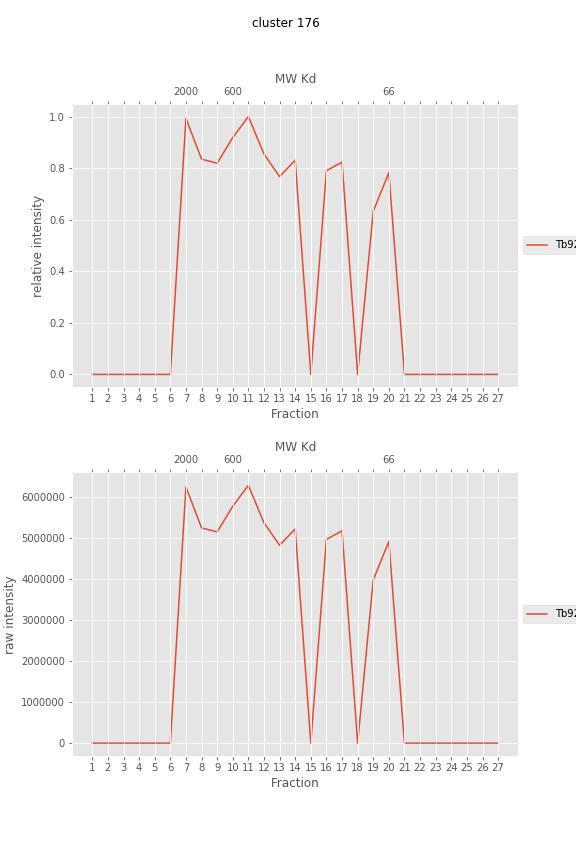 cluster 176
MW Kd
2000 600 66
1.0
0.8
0.6
0.4
0.2
0.0
relative intensity
Tb92
1 2 3 4 5 6 7 8 9 10 11 12 13 14 15 16 17 18 19 20 21 22 23 24 25 26 27
Fraction
MW Kd
2000 600 66
6000000
5000000
4000000
3000000
2000000
1000000
0
raw intensity
Tb92
1 2 3 4 5 6 7 8 9 10 11 12 13 14 15 16 17 18 19 20 21 22 23 24 25 26 27
Fraction